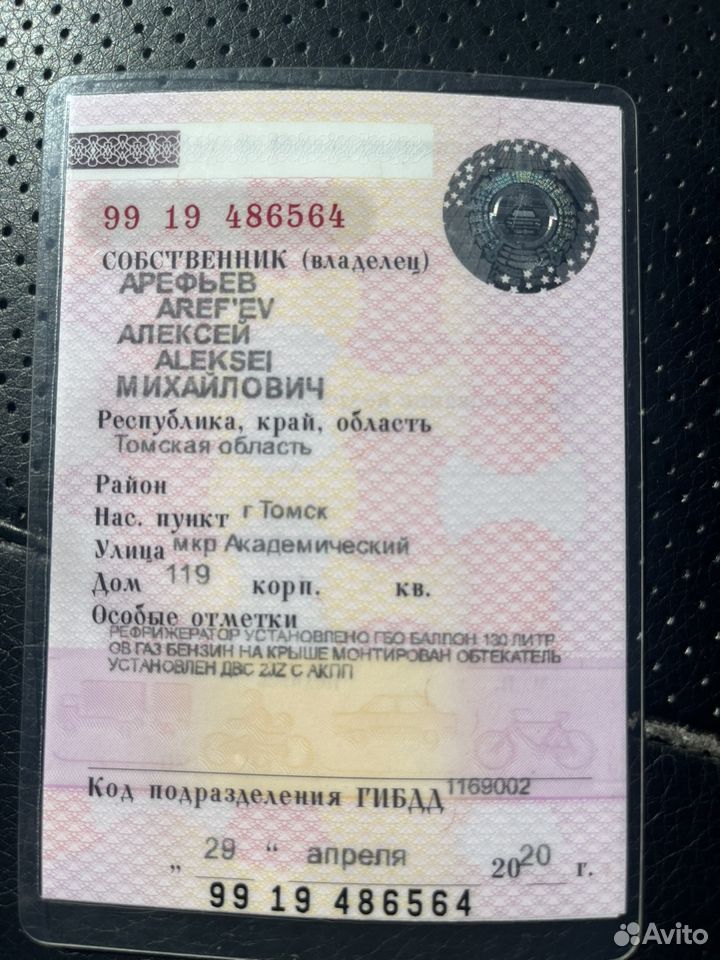 99 19 486564
СОБСТВЕННИК (владелец)
АРЕФЬЕВ
AREF'EV
АЛЕКСЕЙ
ALEKSEI
МИХАЙЛОВИЧ
Республика, край, область
Томская область
Район
Нас. пункт г Томск
Улица мкр Академический
Дом 119 корп. кв.
Особые отметки
РЕФРИЖЕРАТОР УСТАНОВЛЕНО ГБО БАЛЛОН 130 ЛИТР
ОВ ГАЗ БЕНЗИН НА КРЫШЕ МОНТИРОВАН ОБТЕКАТЕЛЬ
УСТАНОВЛЕН ДВС 2JZ С АКПП
Код подразделения ГИБДД 1169002
„ 29 “ апреля 2020 г.
99 19 486564
Avito